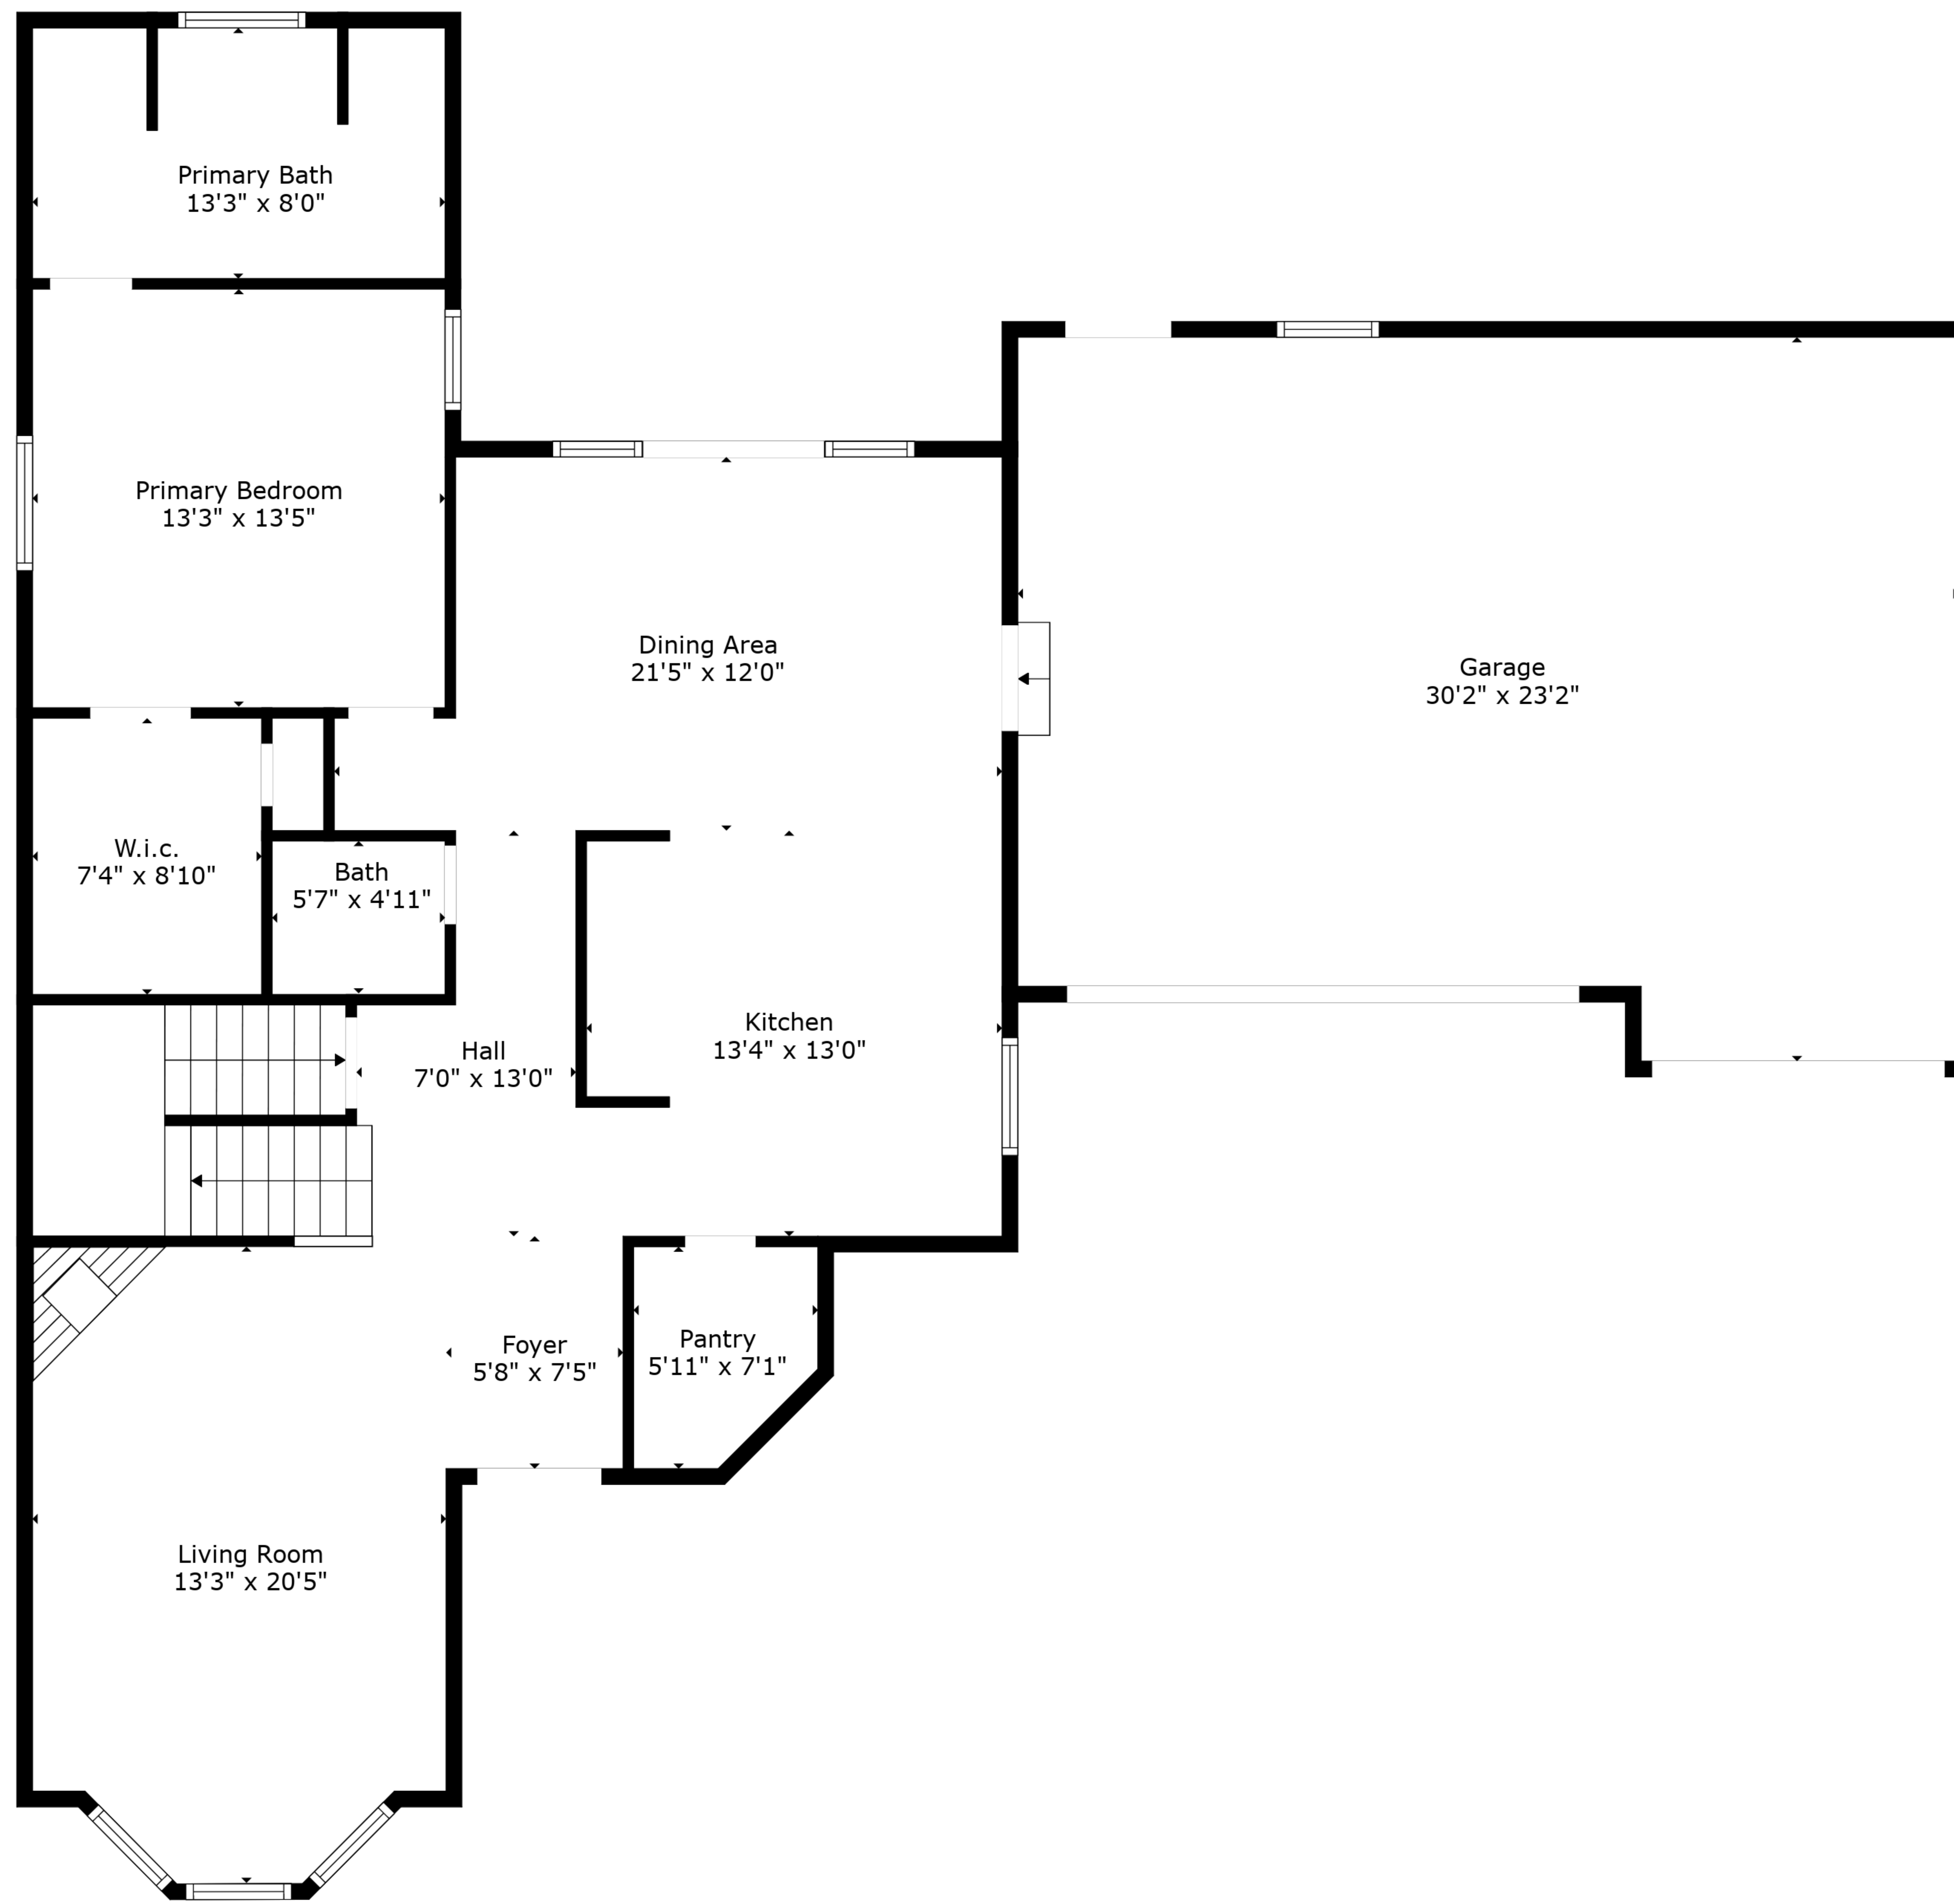 Primary Bath
13'3" x 8'0"
Primary Bedroom
13'3" x 13'5"
Dining Area
21'5" x 12'0"
Garage
30'2" x 23'2"
W.i.c.
7'4" x 8'10"
Bath
5'7" x 4'11"
Kitchen
13'4" x 13'0"
Hall
7'0" x 13'0"
Foyer
5'8" x 7'5"
Pantry
5'11" x 7'1"
Living Room
13'3" x 20'5"